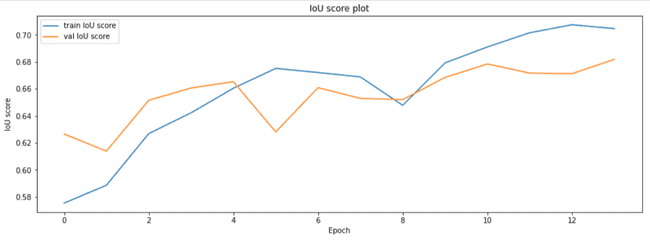 IoU score plot
train IoU score
val IoU score
IoU score
0.70
0.68
0.66
0.64
0.62
0.60
0.58
0 2 4 6 8 10 12
Epoch